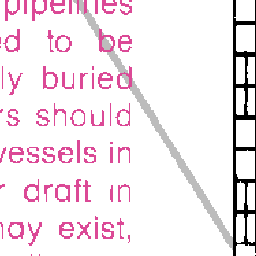 pipelines
ed to be
ly buried
rs should
vessels in
r draft in
nay exist,